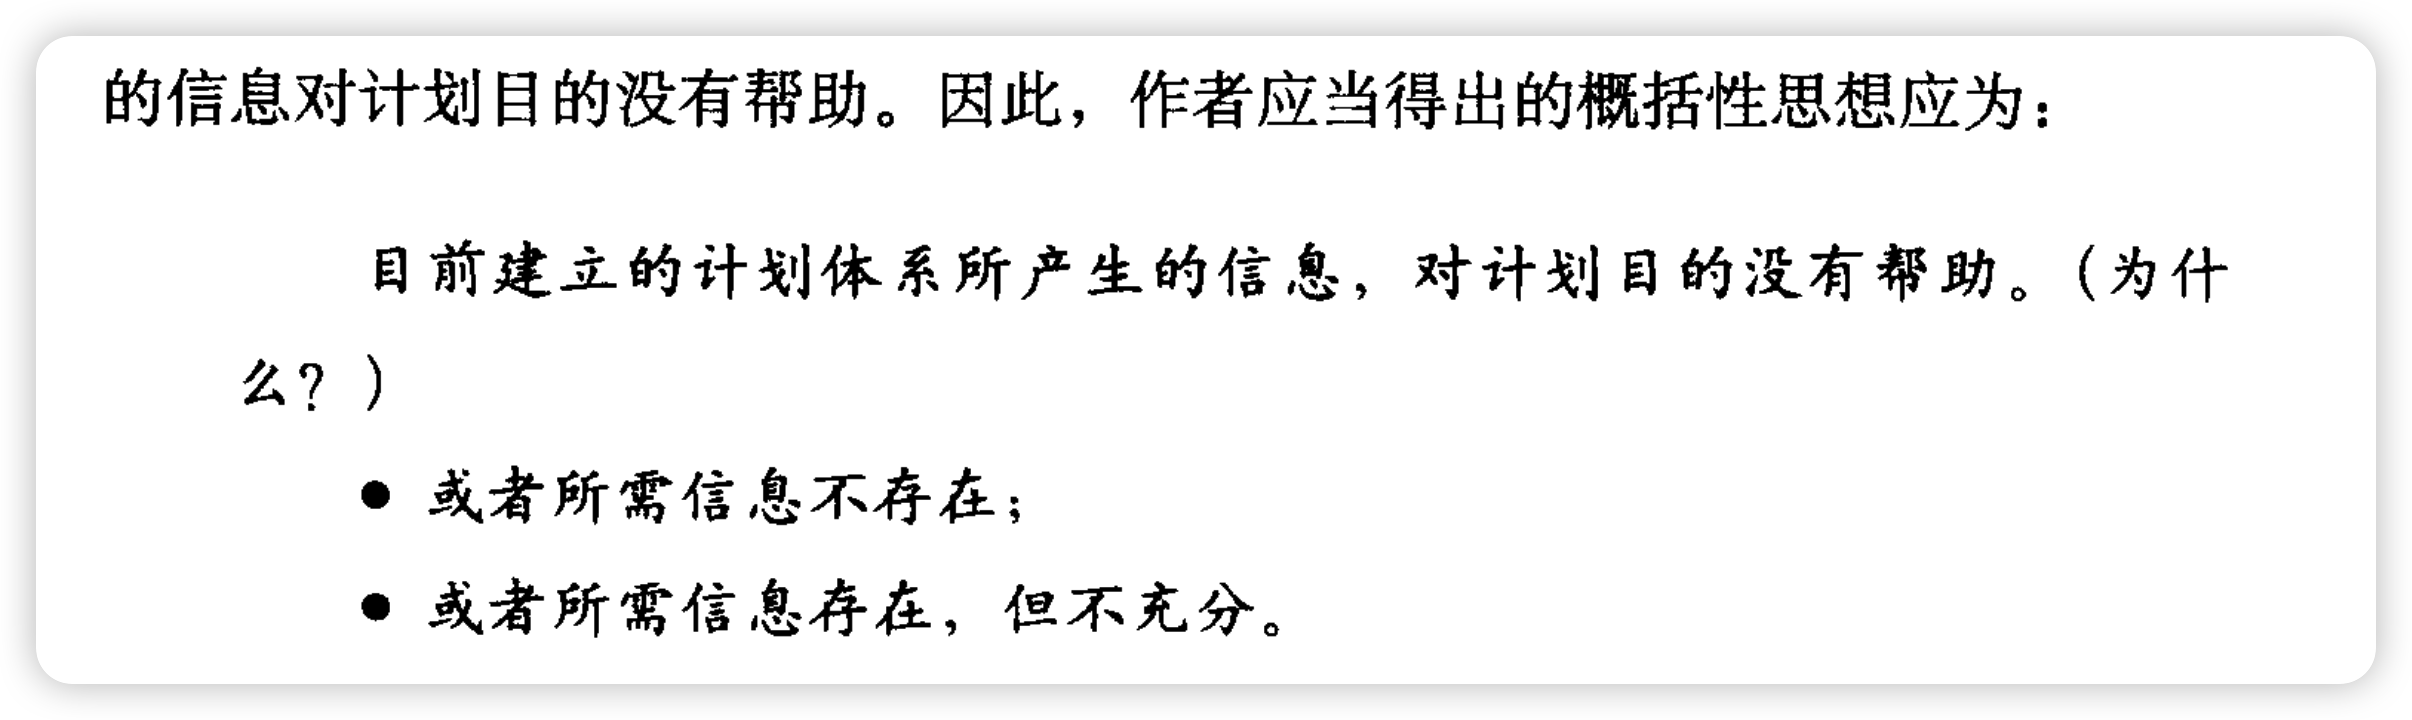 的信息对计划目的没有帮助。因此，作者应当得出的概括性思想应为：
目前建立的计划体系所产生的信息，对计划目的没有帮助。（为什
么？）
● 或者所需信息不存在；
● 或者所需信息存在，但不充分。